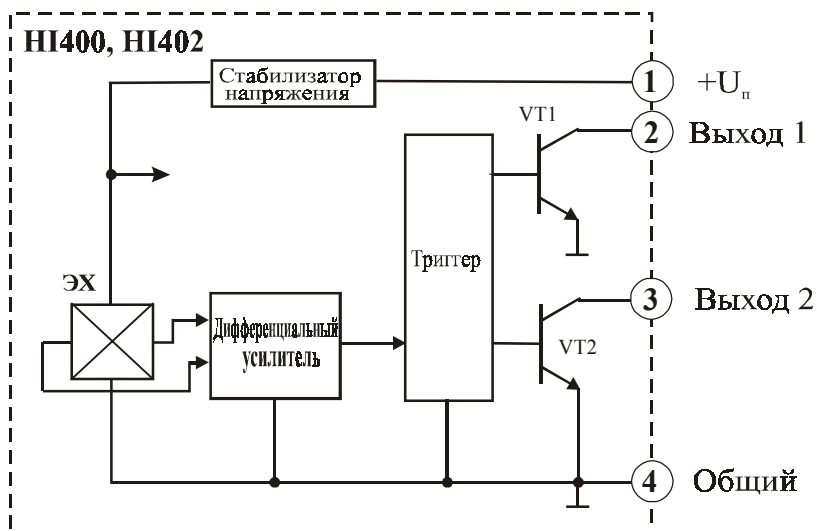 HI400, HI402
Стабилизатор
напряжения
1
+Uп
VT1
2
Выход 1
Триггер
ЭХ
3
Выход 2
Дифференциальный
усилитель
VT2
4
Общий